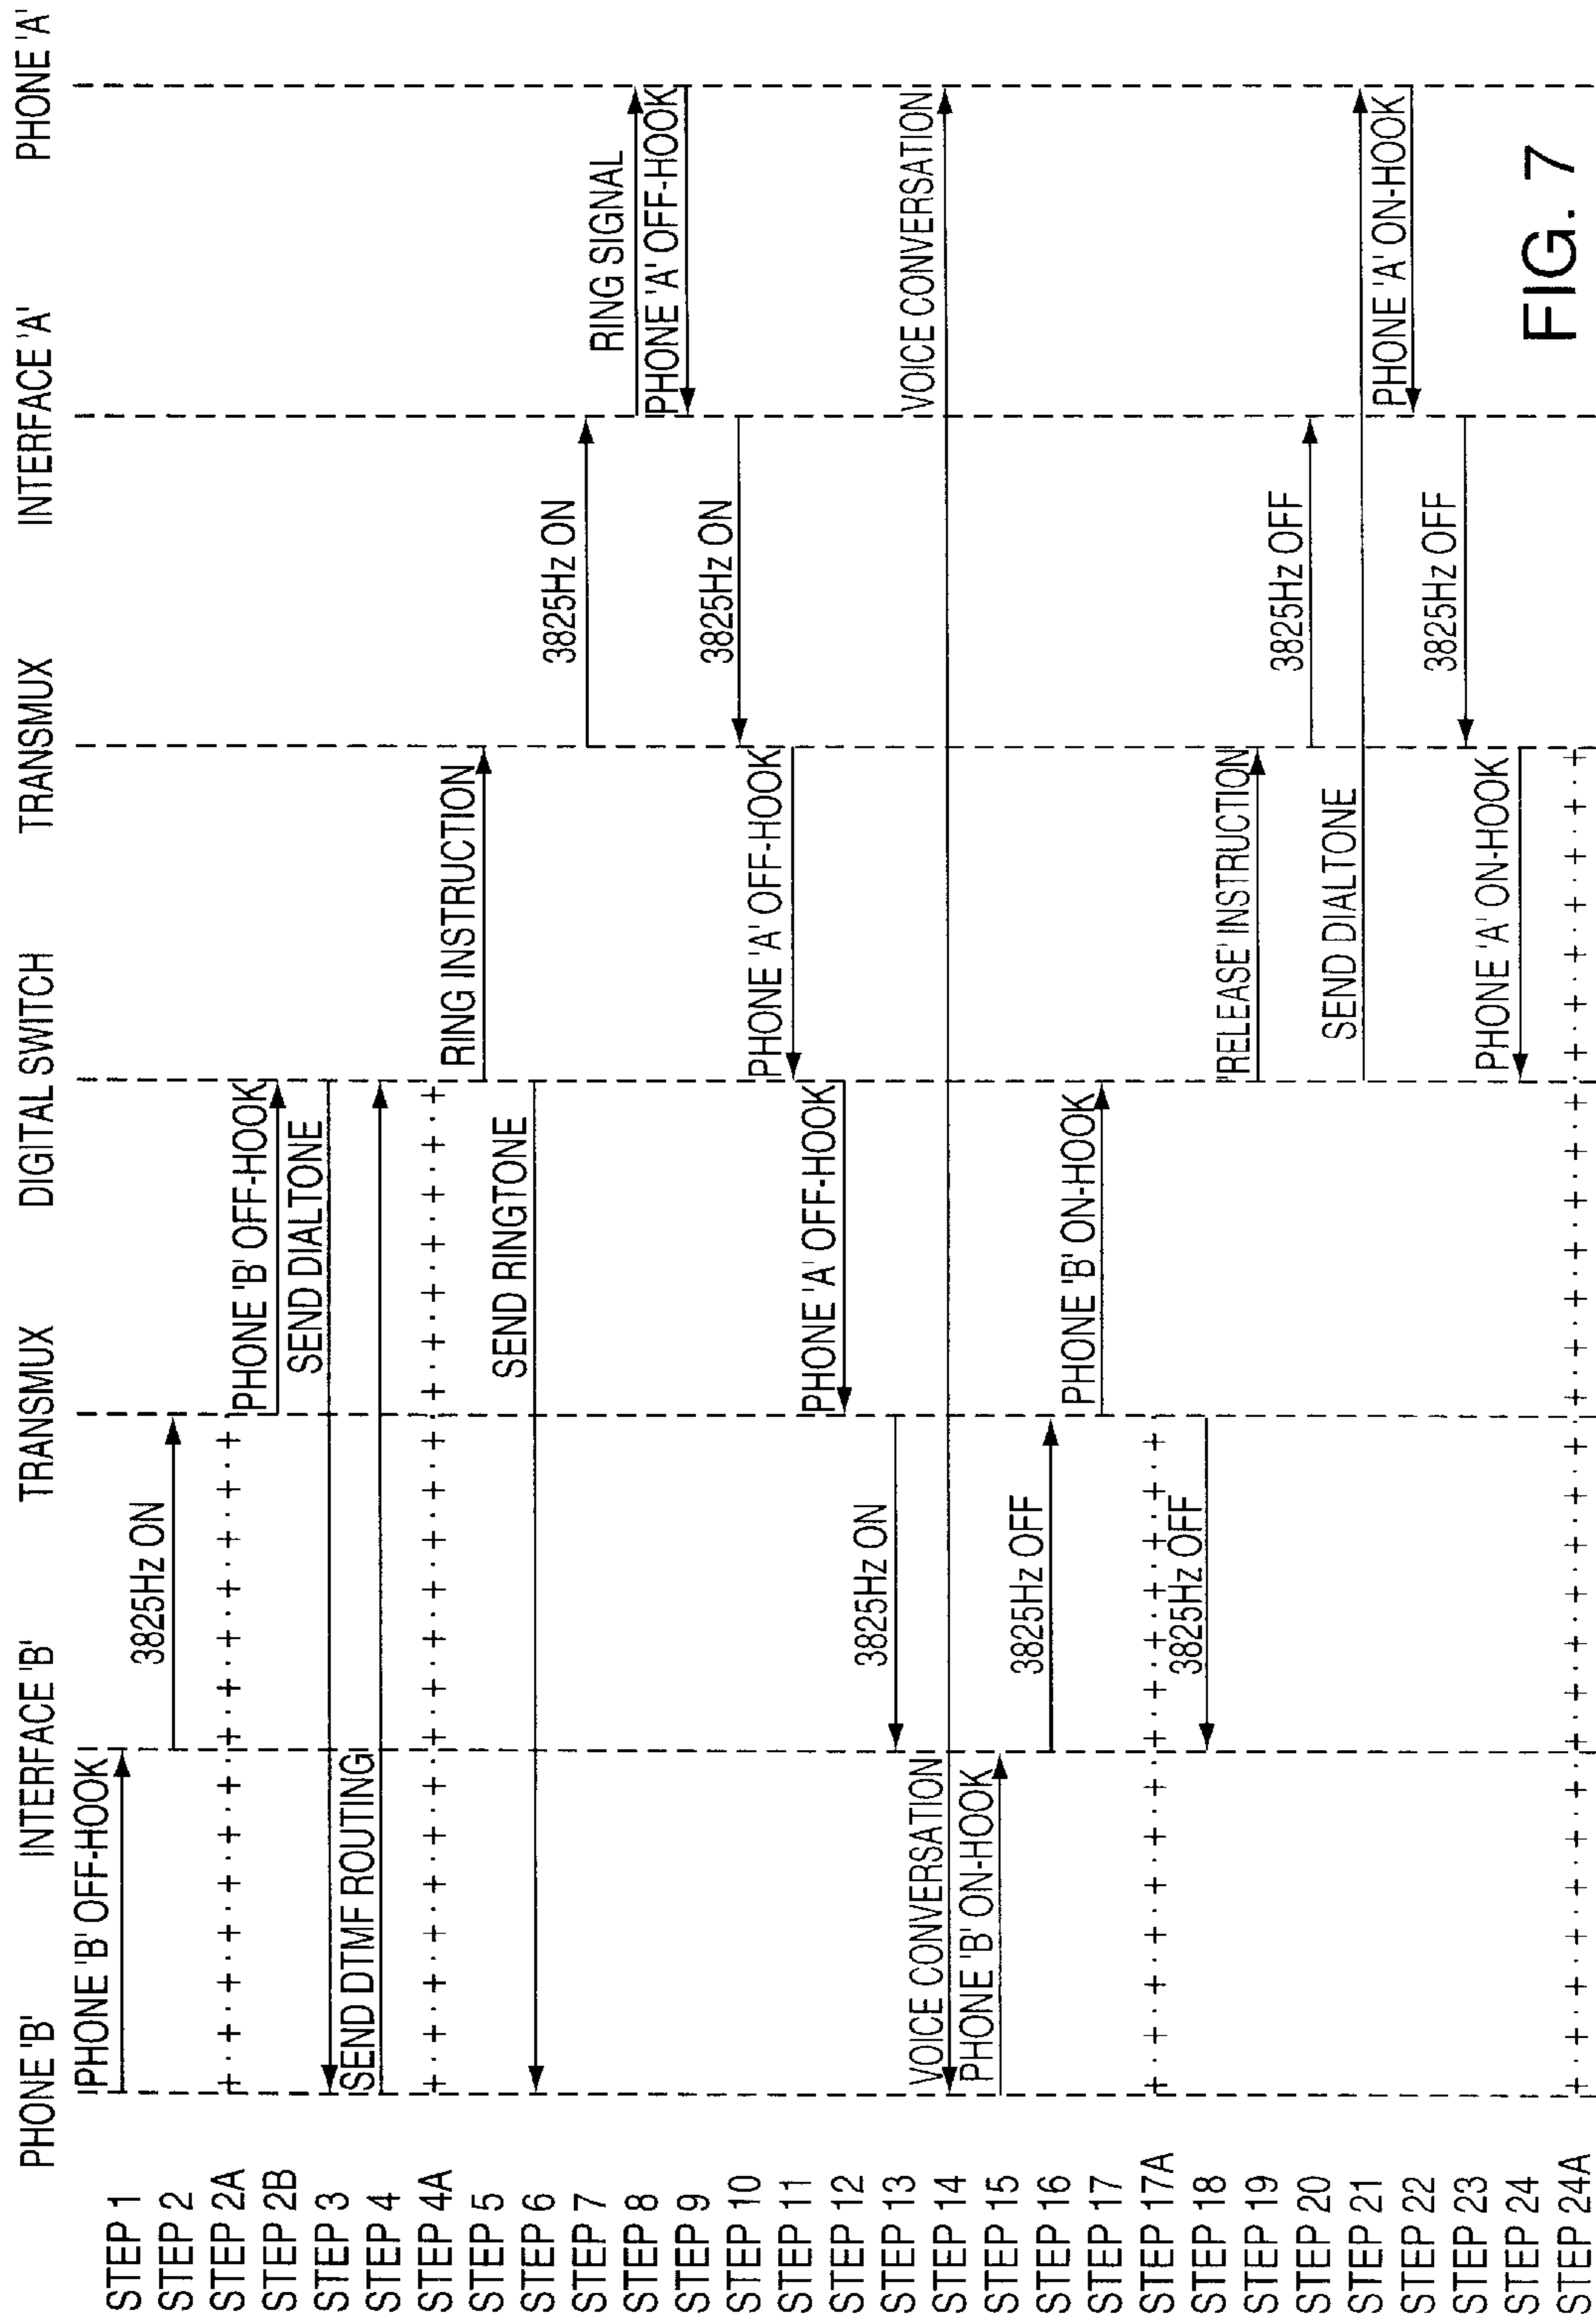 PHONE 'B' INTERFACE 'B' TRANSMUX DIGITAL SWITCH TRANSMUX INTERFACE 'A' PHONE 'A'
STEP 1 PHONE 'B' OFF-HOOK
STEP 2 3825Hz ON
STEP 2A
STEP 2B PHONE 'B' OFF-HOOK
STEP 3 SEND DIALTONE
STEP 4 SEND DTMF ROUTING
STEP 4A
STEP 5 RING INSTRUCTION
STEP 6 SEND RINGTONE
STEP 7 3825Hz ON
STEP 8 RING SIGNAL
STEP 9 PHONE 'A' OFF-HOOK
STEP 10 3825Hz ON
STEP 11 PHONE 'A' OFF-HOOK
STEP 12 PHONE 'A' OFF-HOOK
STEP 13 3825Hz ON
STEP 14 VOICE CONVERSATION VOICE CONVERSATION
STEP 15 PHONE 'B' ON-HOOK
STEP 16 3825Hz OFF
STEP 17 PHONE 'B' ON-HOOK
STEP 17A
STEP 18 3825Hz OFF
STEP 19 'RELEASE' INSTRUCTION
STEP 20 3825Hz OFF
STEP 21 SEND DIALTONE
STEP 22 PHONE 'A' ON-HOOK
STEP 23 3825Hz OFF
STEP 24 PHONE 'A' ON-HOOK
STEP 24A
FIG. 7